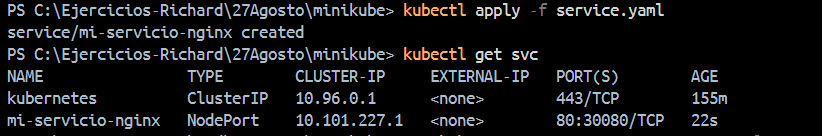 PS C:\Ejercicios-Richard\27Agosto\minikube> kubectl apply -f service.yaml
service/mi-servicio-nginx created
PS C:\Ejercicios-Richard\27Agosto\minikube> kubectl get svc
NAME TYPE CLUSTER-IP EXTERNAL-IP PORT(S) AGE
kubernetes ClusterIP 10.96.0.1 <none> 443/TCP 155m
mi-servicio-nginx NodePort 10.101.227.1 <none> 80:30080/TCP 22s